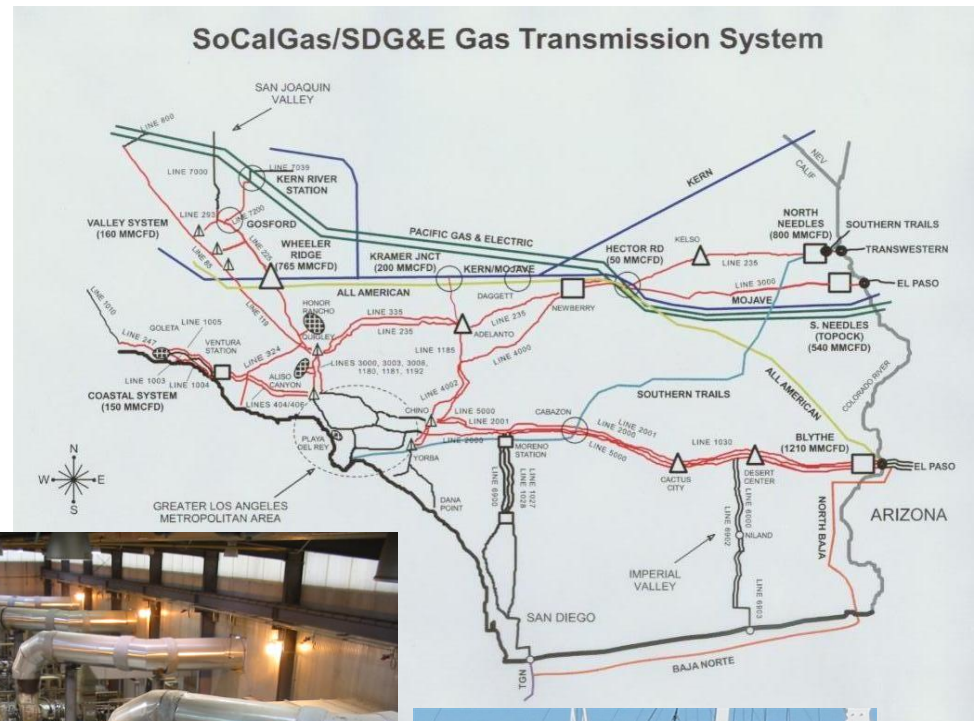 SoCalGas/SDG&E Gas Transmission System
SAN JOAQUIN
VALLEY
LINE 800
LINE 7000
LINE 7039
KERN RIVER
STATION
NEV
CALIF
KERN
LINE 293
LINE 7200
GOSFORD
VALLEY SYSTEM
(160 MMCFD)
LINE 85
LINE 225
WHEELER
RIDGE
(765 MMCFD)
PACIFIC GAS & ELECTRIC
KRAMER JNCT
(200 MMCFD)
KERN/MOJAVE
HECTOR RD
(50 MMCFD)
KELSO
NORTH
NEEDLES
(800 MMCFD)
SOUTHERN TRAILS
TRANSWESTERN
LINE 235
LINE 3000
EL PASO
MOJAVE
ALL AMERICAN
DAGGETT
NEWBERRY
S. NEEDLES
(TOPOCK)
(540 MMCFD)
LINE 1010
LINE 119
HONOR
RANCHO
QUIGLEY
LINE 335
LINE 235
LINE 235
ADELANTO
LINE 1185
LINE 4000
GOLETA
LINE 1005
LINE 247
VENTURA
STATION
LINE 324
LINE 1003
LINE 1004
ALISO
CANYON
LINES 3000, 3003, 3008,
1180, 1181, 1192
COASTAL SYSTEM
(150 MMCFD)
LINES 404/406
LINE 4002
CHINO
LINE 5000
LINE 2001
CABAZON
SOUTHERN TRAILS
ALL AMERICAN
COLORADO RIVER
LINE 2001
LINE 2000
LINE 5000
LINE 1030
BLYTHE
(1210 MMCFD)
EL PASO
PLAYA
DEL REY
YORBA
MORENO
STATION
CACTUS
CITY
DESERT
CENTER
N
W
E
S
GREATER LOS ANGELES
METROPOLITAN AREA
DANA
POINT
LINE 6900
LINE 1027
LINE 1028
LINE 6000
LINE 6902
NILAND
LINE 6903
NORTH BAJA
ARIZONA
IMPERIAL
VALLEY
SAN DIEGO
BAJA NORTE
TGN